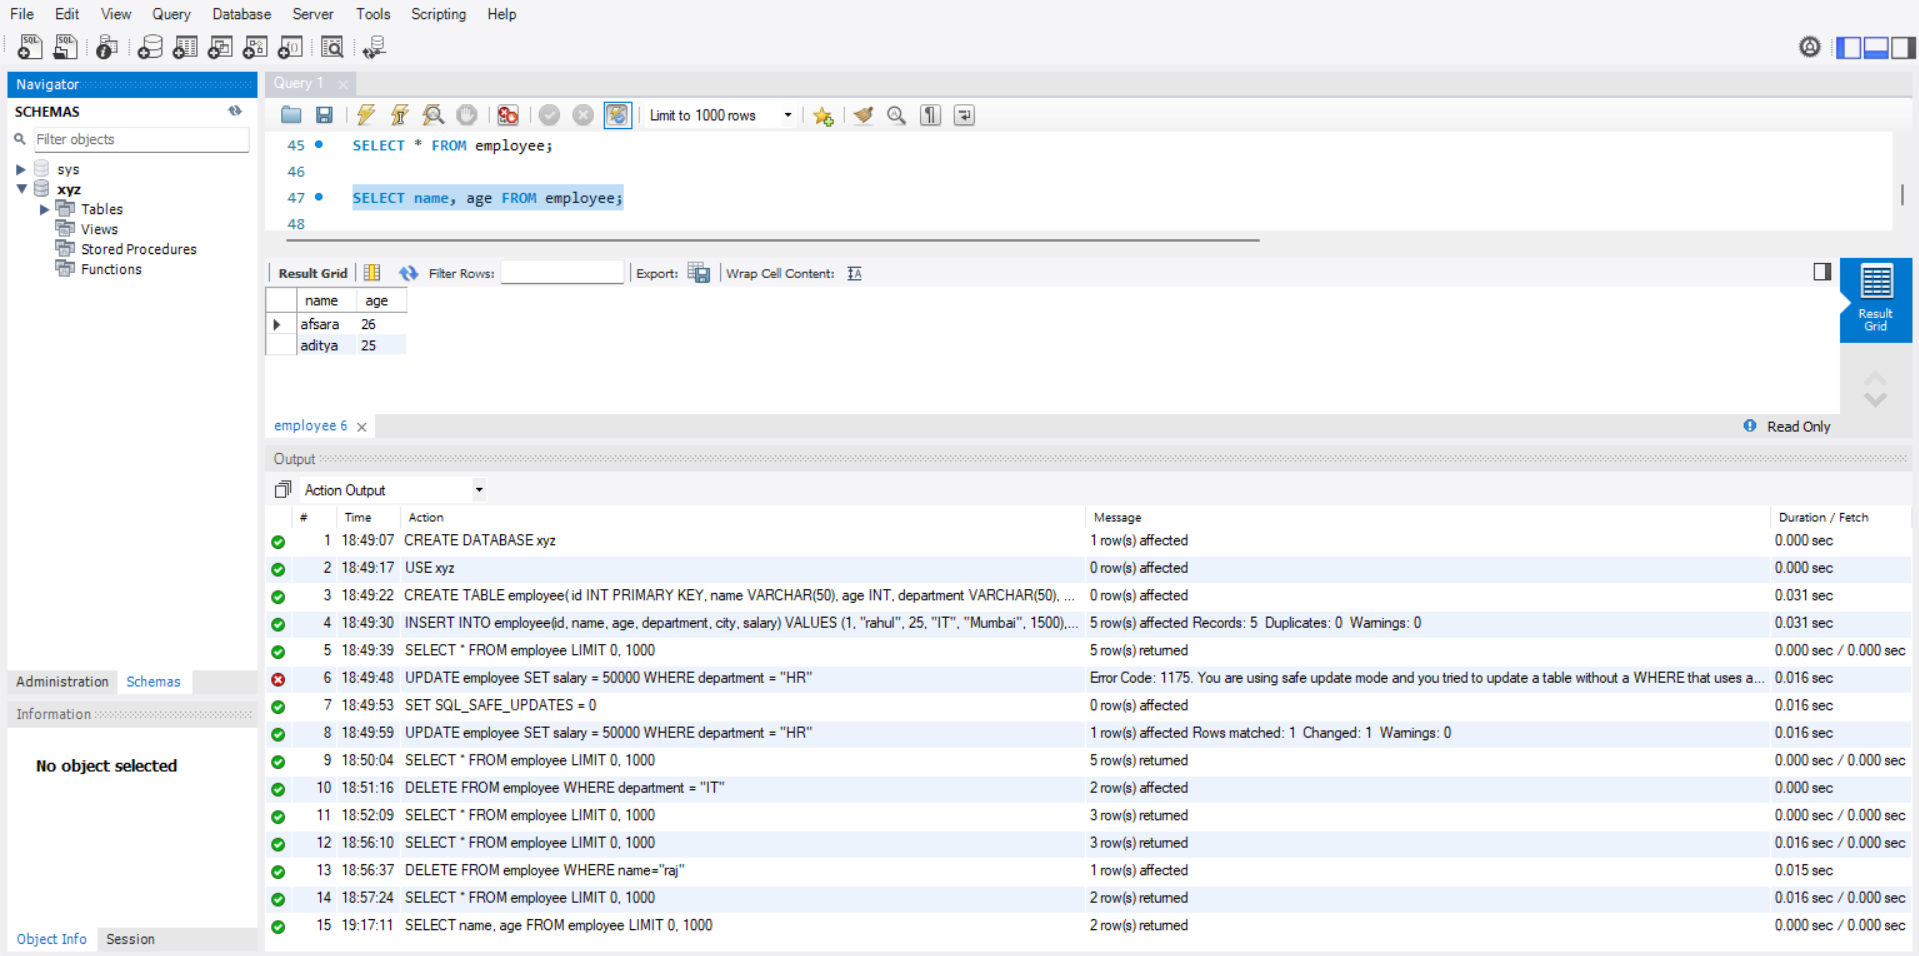 File Edit View Query Database Server Tools Scripting Help
Navigator
SCHEMAS
Filter objects
sys
xyz
Tables
Views
Stored Procedures
Functions
Administration Schemas
Information
No object selected
Object Info Session
Query 1
Limit to 1000 rows
45 SELECT * FROM employee;
46
47 SELECT name, age FROM employee;
48
Result Grid Filter Rows: Export: Wrap Cell Content:
name age
afsara 26
aditya 25
Result
Grid
employee 6 Read Only
Output
Action Output
# Time Action Message Duration / Fetch
1 18:49:07 CREATE DATABASE xyz 1 row(s) affected 0.000 sec
2 18:49:17 USE xyz 0 row(s) affected 0.000 sec
3 18:49:22 CREATE TABLE employee( id INT PRIMARY KEY, name VARCHAR(50), age INT, department VARCHAR(50), ... 0 row(s) affected 0.031 sec
4 18:49:30 INSERT INTO employee(id, name, age, department, city, salary) VALUES (1, "rahul", 25, "IT", "Mumbai", 1500),... 5 row(s) affected Records: 5 Duplicates: 0 Warnings: 0 0.031 sec
5 18:49:39 SELECT * FROM employee LIMIT 0, 1000 5 row(s) returned 0.000 sec / 0.000 sec
6 18:49:48 UPDATE employee SET salary = 50000 WHERE department = "HR" Error Code: 1175. You are using safe update mode and you tried to update a table without a WHERE that uses a... 0.016 sec
7 18:49:53 SET SQL_SAFE_UPDATES = 0 0 row(s) affected 0.016 sec
8 18:49:59 UPDATE employee SET salary = 50000 WHERE department = "HR" 1 row(s) affected Rows matched: 1 Changed: 1 Warnings: 0 0.016 sec
9 18:50:04 SELECT * FROM employee LIMIT 0, 1000 5 row(s) returned 0.000 sec / 0.000 sec
10 18:51:16 DELETE FROM employee WHERE department = "IT" 2 row(s) affected 0.000 sec
11 18:52:09 SELECT * FROM employee LIMIT 0, 1000 3 row(s) returned 0.000 sec / 0.000 sec
12 18:56:10 SELECT * FROM employee LIMIT 0, 1000 3 row(s) returned 0.016 sec / 0.000 sec
13 18:56:37 DELETE FROM employee WHERE name="raj" 1 row(s) affected 0.015 sec
14 18:57:24 SELECT * FROM employee LIMIT 0, 1000 2 row(s) returned 0.016 sec / 0.000 sec
15 19:17:11 SELECT name, age FROM employee LIMIT 0, 1000 2 row(s) returned 0.000 sec / 0.000 sec